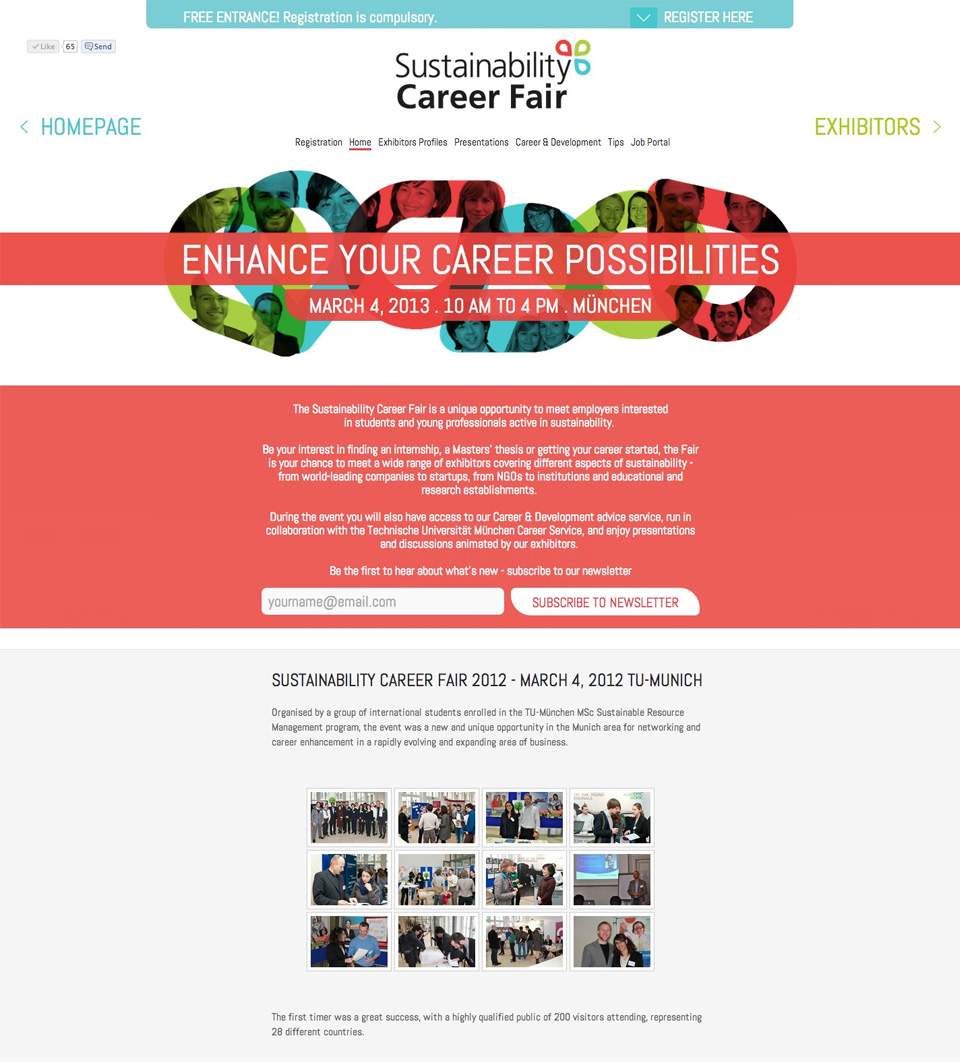 FREE ENTRANCE! Registration is compulsory.
REGISTER HERE
Like
65
Send
Sustainability
Career Fair
HOMEPAGE
EXHIBITORS
Registration Home Exhibitors Profiles Presentations Career & Development Tips Job Portal
ENHANCE YOUR CAREER POSSIBILITIES
MARCH 4, 2013 . 10 AM TO 4 PM . MÜNCHEN
The Sustainability Career Fair is a unique opportunity to meet employers interested
in students and young professionals active in sustainability.
Be your interest in finding an internship, a Masters' thesis or getting your career started, the Fair
is your chance to meet a wide range of exhibitors covering different aspects of sustainability -
from world-leading companies to startups, from NGOs to institutions and educational and
research establishments.
During the event you will also have access to our Career & Development advice service, run in
collaboration with the Technische Universität München Career Service, and enjoy presentations
and discussions animated by our exhibitors.
Be the first to hear about what's new - subscribe to our newsletter
yourname@email.com
SUBSCRIBE TO NEWSLETTER
SUSTAINABILITY CAREER FAIR 2012 - MARCH 4, 2012 TU-MUNICH
Organised by a group of international students enrolled in the TU-München MSc Sustainable Resource
Management program, the event was a new and unique opportunity in the Munich area for networking and
career enhancement in a rapidly evolving and expanding area of business.
The first timer was a great success, with a highly qualified public of 200 visitors attending, representing
28 different countries.